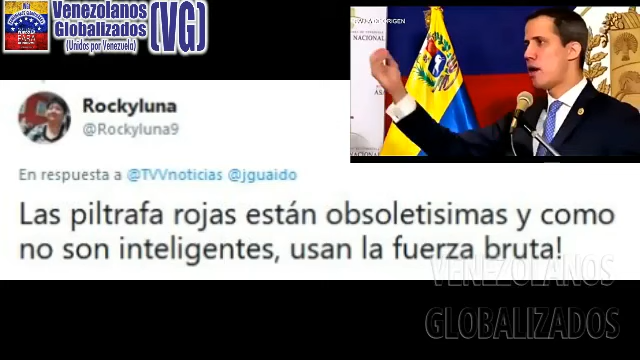 Venezolanos
Globalizados
(Unidos por Venezuela)
(VG)
Rockyluna
@Rockyluna9
En respuesta a @TVVnoticias @jguaido
Las piltrafa rojas están obsoletisimas y como
no son inteligentes, usan la fuerza bruta!
VENEZOLANOS
GLOBALIZADOS